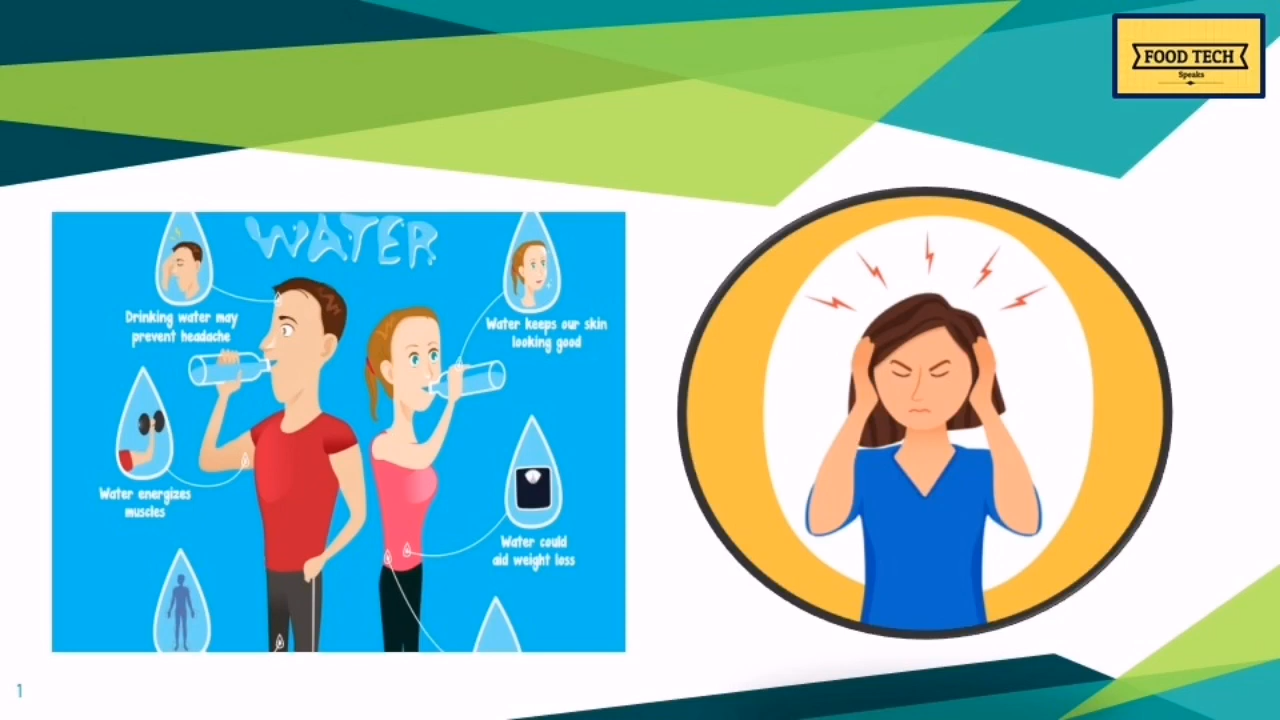 FOOD TECH
Speaks
WATER
Drinking water may
prevent headache
Water keeps our skin
looking good
Water energizes
muscles
Water could
aid weight loss
1